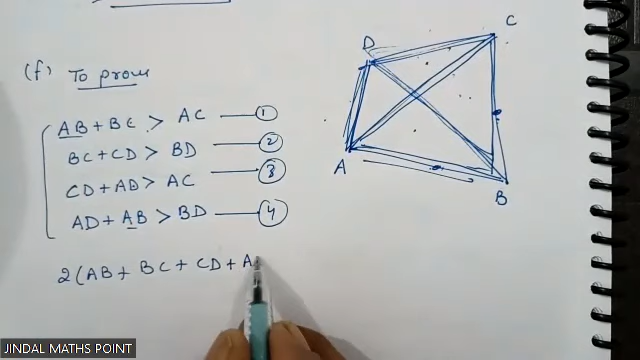 (f) To prove
AB + BC > AC —— ①
BC + CD > BD —— ②
CD + AD > AC —— ③
AD + AB > BD —— ④
2(AB + BC + CD + A
D
C
A
B
JINDAL MATHS POINT